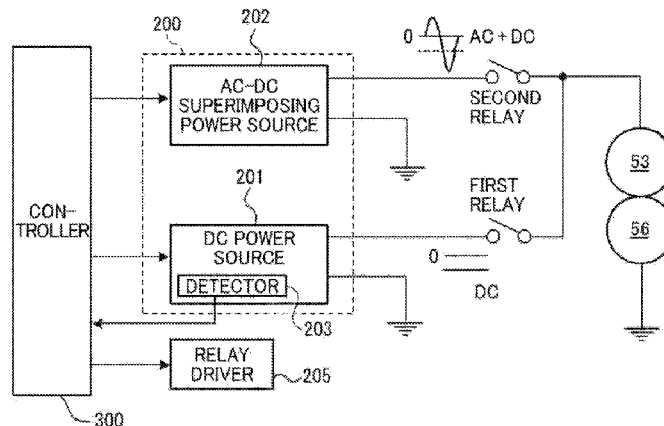 200
202
AC-DC
SUPERIMPOSING
POWER SOURCE
0
AC + DC
SECOND
RELAY
CON-
TROLLER
201
DC POWER
SOURCE
DETECTOR
203
FIRST
RELAY
0
DC
53
56
RELAY
DRIVER
205
300